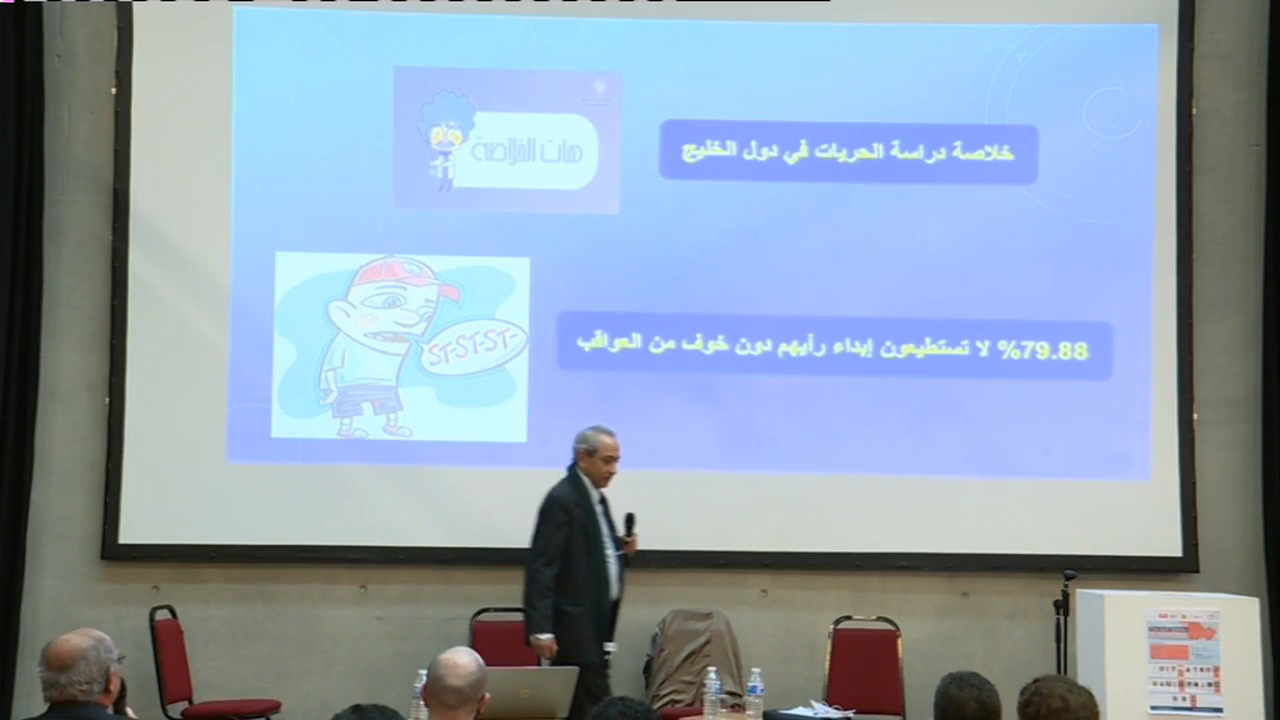 خلاصة دراسة الحريات في دول الخليج
هات الخلاصة
%79.88 لا تستطيعون إبداء رأيهم دون خوف من العواقب
ST-ST-ST-